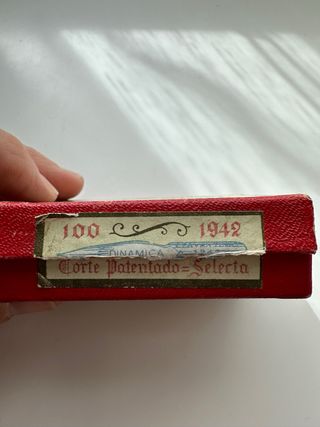 100 1942
DINAMICA
Corte Patentado=Selecta